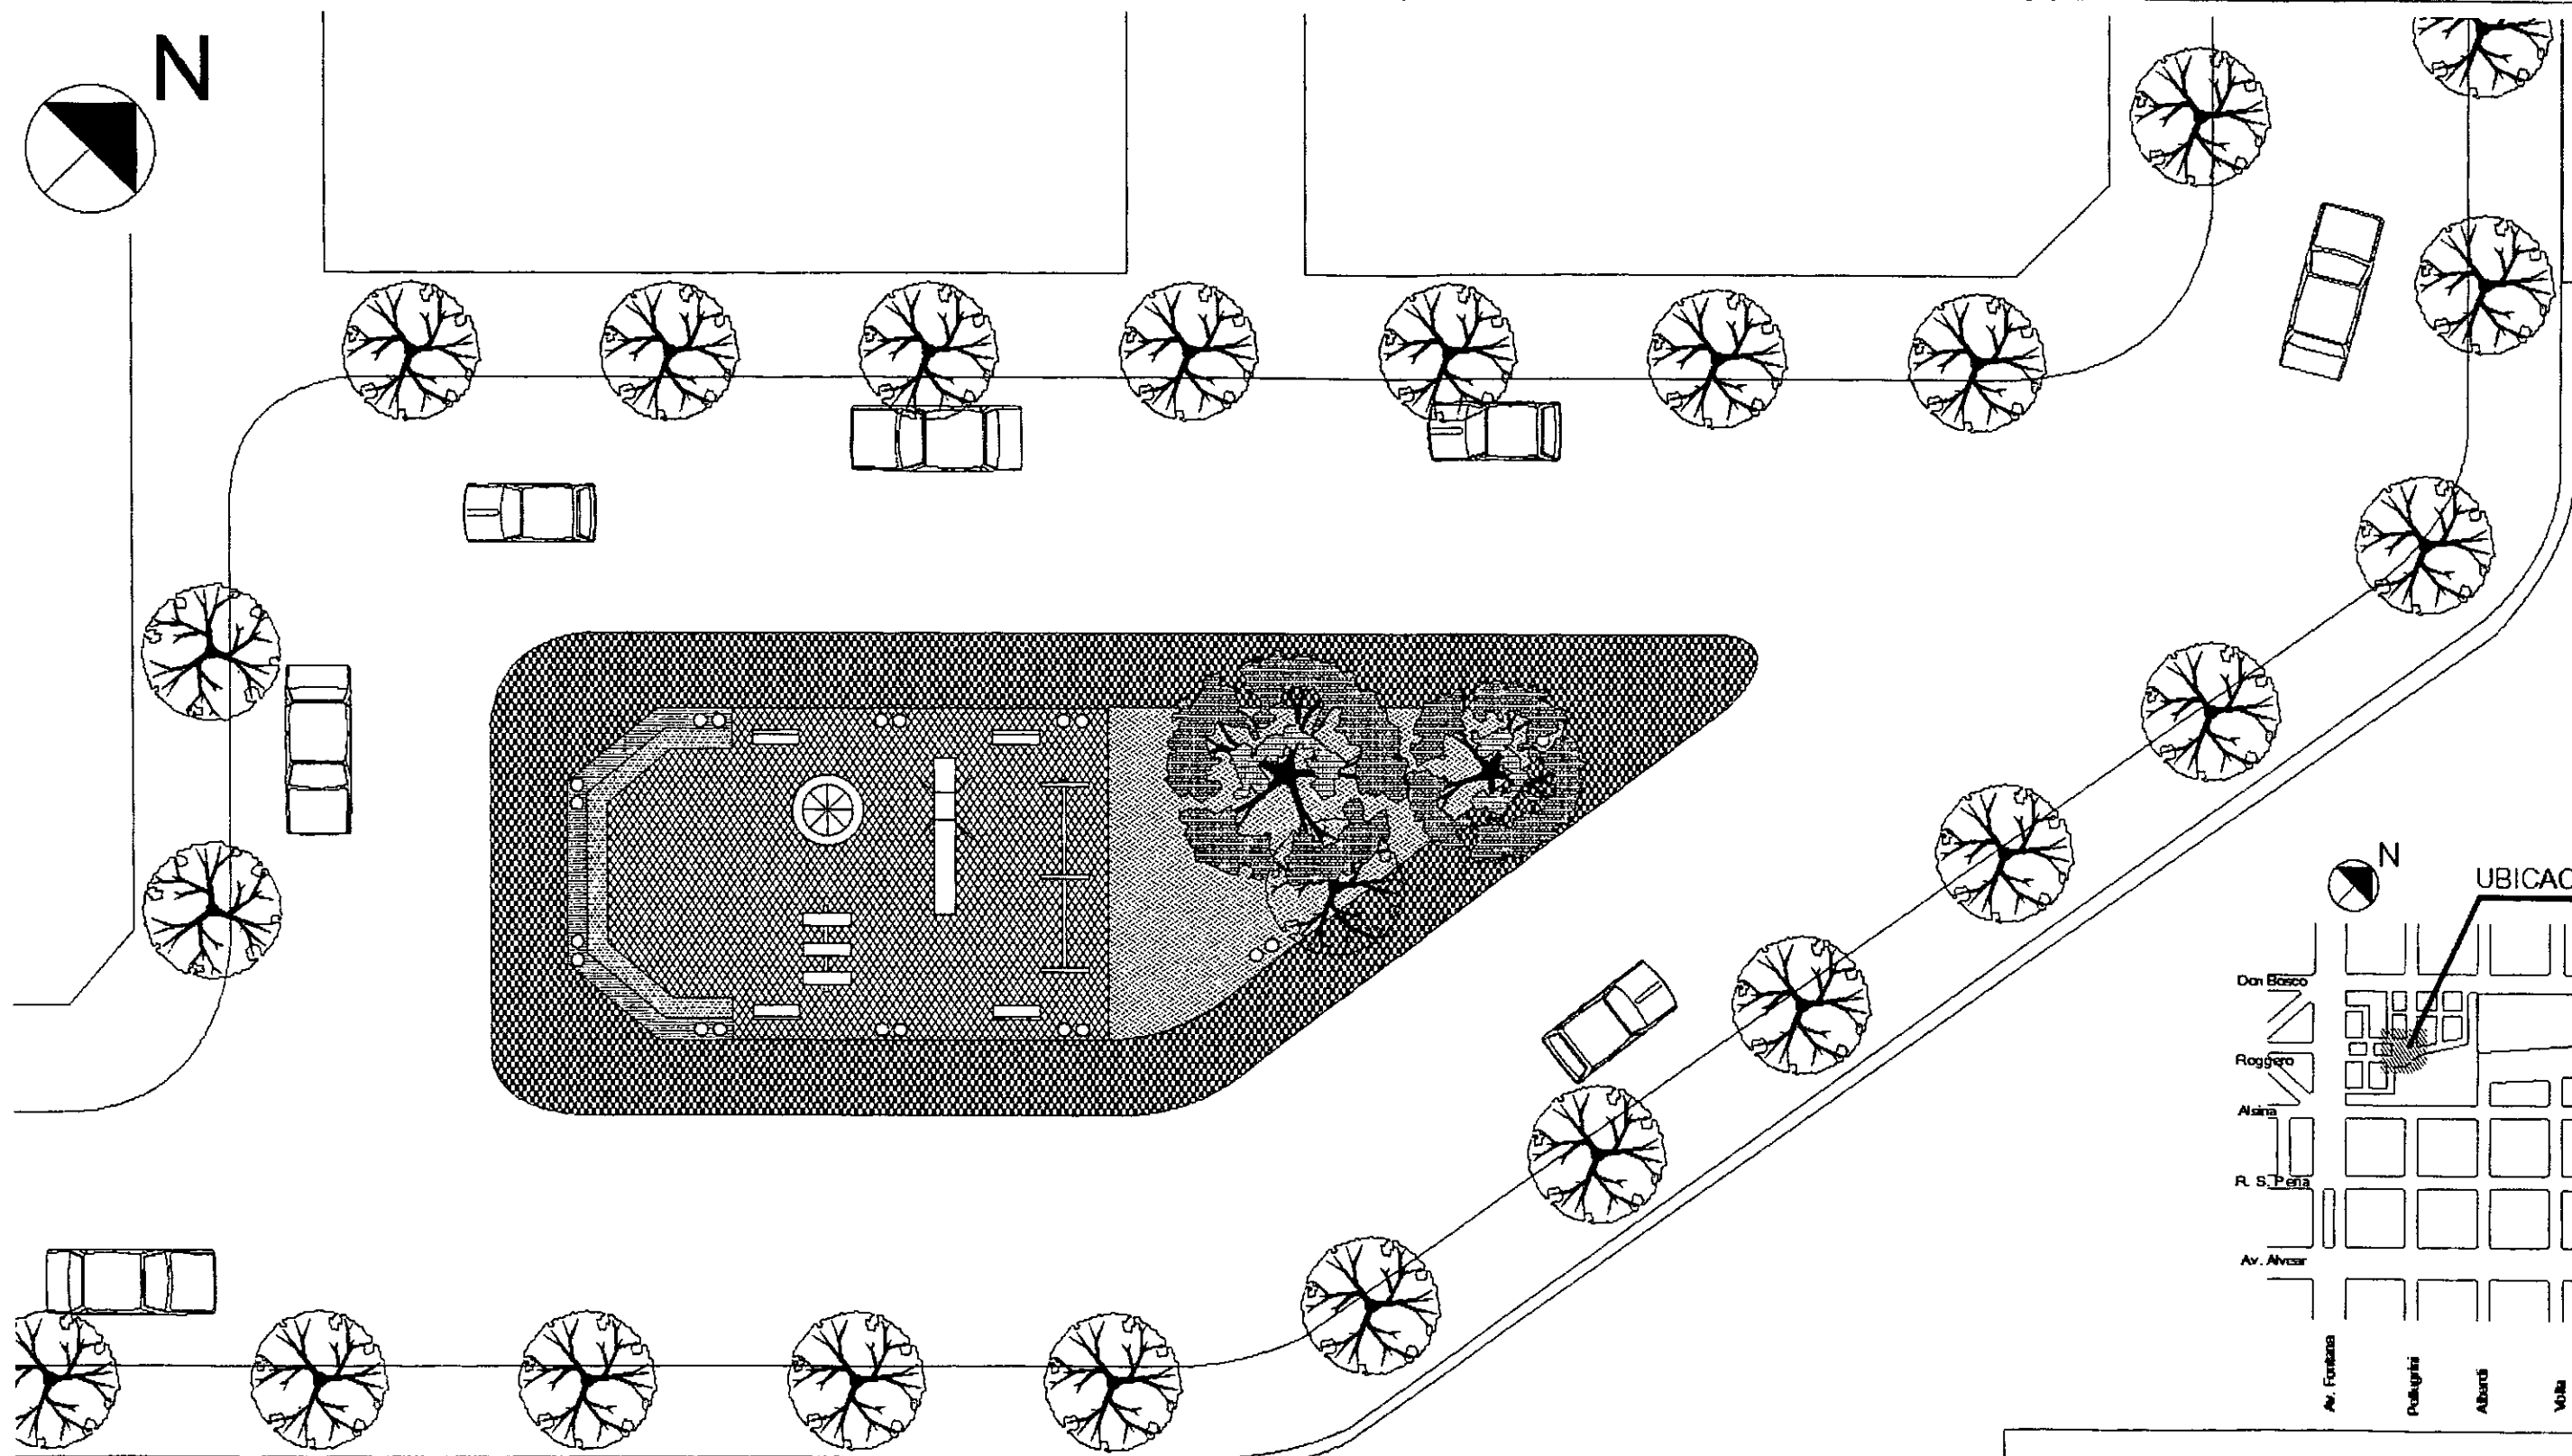 N
N
UBICAC
Don Bosco
Roggero
Alsina
R. S. Peña
Av. Alvear
Av. Fontana
Pellegrini
Alberdi
Volta